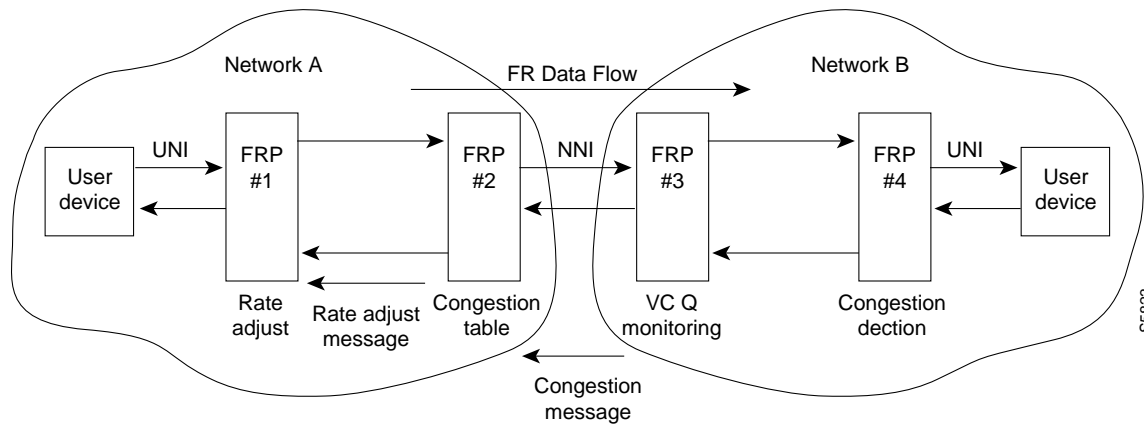 Network A
FR Data Flow
Network B
User
device
UNI
FRP
#1
FRP
#2
NNI
FRP
#3
FRP
#4
UNI
User
device
Rate
adjust
Rate adjust
message
Congestion
table
VC Q
monitoring
Congestion
dection
Congestion
message